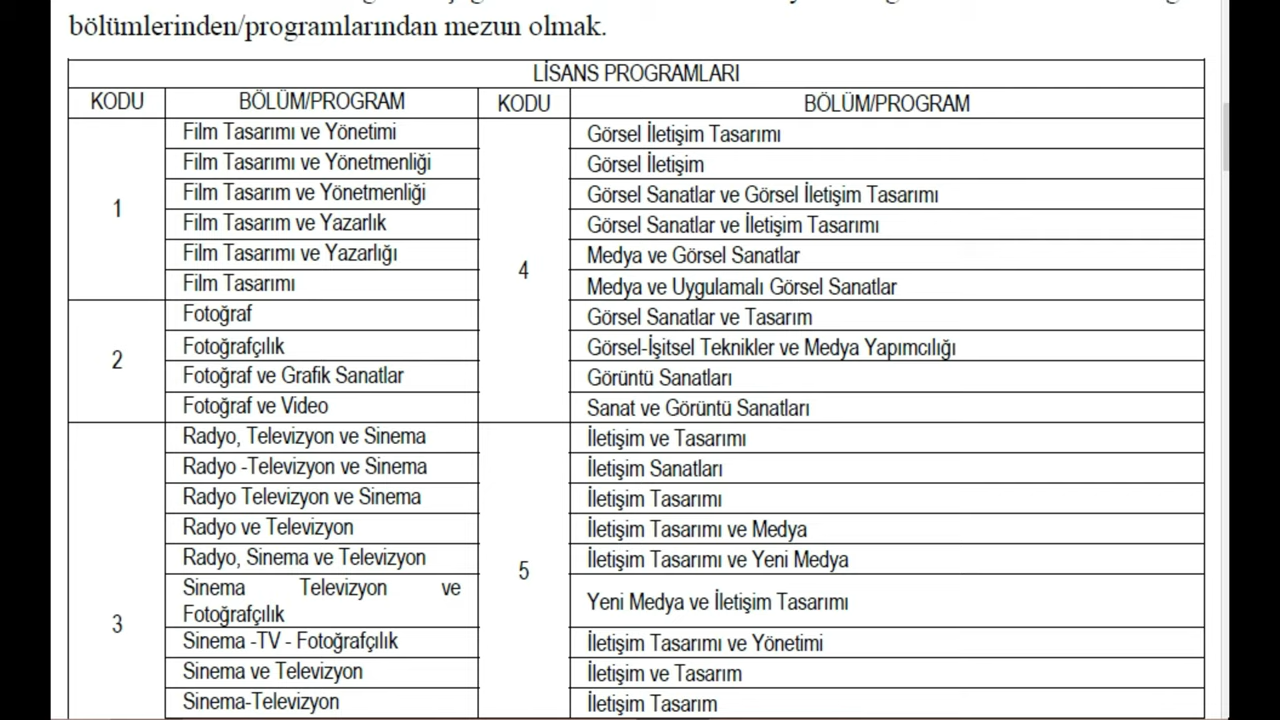 bölümlerinden/programlarından mezun olmak.
LİSANS PROGRAMLARI
KODU BÖLÜM/PROGRAM KODU BÖLÜM/PROGRAM
1
Film Tasarımı ve Yönetimi
Film Tasarımı ve Yönetmenliği
Film Tasarım ve Yönetmenliği
Film Tasarım ve Yazarlık
Film Tasarımı ve Yazarlığı
Film Tasarımı
2
Fotoğraf
Fotoğrafçılık
Fotoğraf ve Grafik Sanatlar
Fotoğraf ve Video
3
Radyo, Televizyon ve Sinema
Radyo -Televizyon ve Sinema
Radyo Televizyon ve Sinema
Radyo ve Televizyon
Radyo, Sinema ve Televizyon
Sinema Televizyon ve
Fotoğrafçılık
Sinema -TV - Fotoğrafçılık
Sinema ve Televizyon
Sinema-Televizyon
4
Görsel İletişim Tasarımı
Görsel İletişim
Görsel Sanatlar ve Görsel İletişim Tasarımı
Görsel Sanatlar ve İletişim Tasarımı
Medya ve Görsel Sanatlar
Medya ve Uygulamalı Görsel Sanatlar
Görsel Sanatlar ve Tasarım
Görsel-İşitsel Teknikler ve Medya Yapımcılığı
Görüntü Sanatları
Sanat ve Görüntü Sanatları
5
İletişim ve Tasarımı
İletişim Sanatları
İletişim Tasarımı
İletişim Tasarımı ve Medya
İletişim Tasarımı ve Yeni Medya
Yeni Medya ve İletişim Tasarımı
İletişim Tasarımı ve Yönetimi
İletişim ve Tasarım
İletişim Tasarım